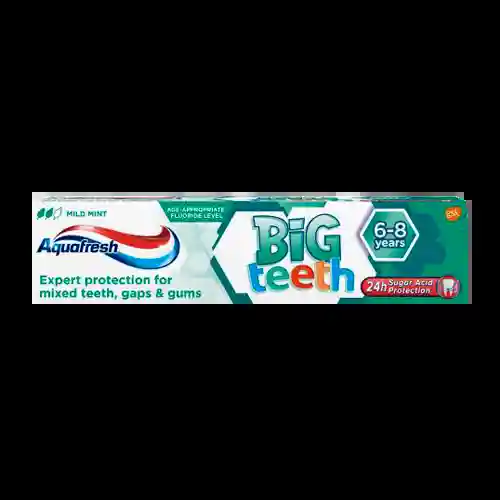 MILD MINT
AGE-APPROPRIATE
FLUORIDE LEVEL
Aquafresh
Expert protection for
mixed teeth, gaps & gums
BiG
teeth
6-8
years
24h Sugar Acid
Protection
gsk